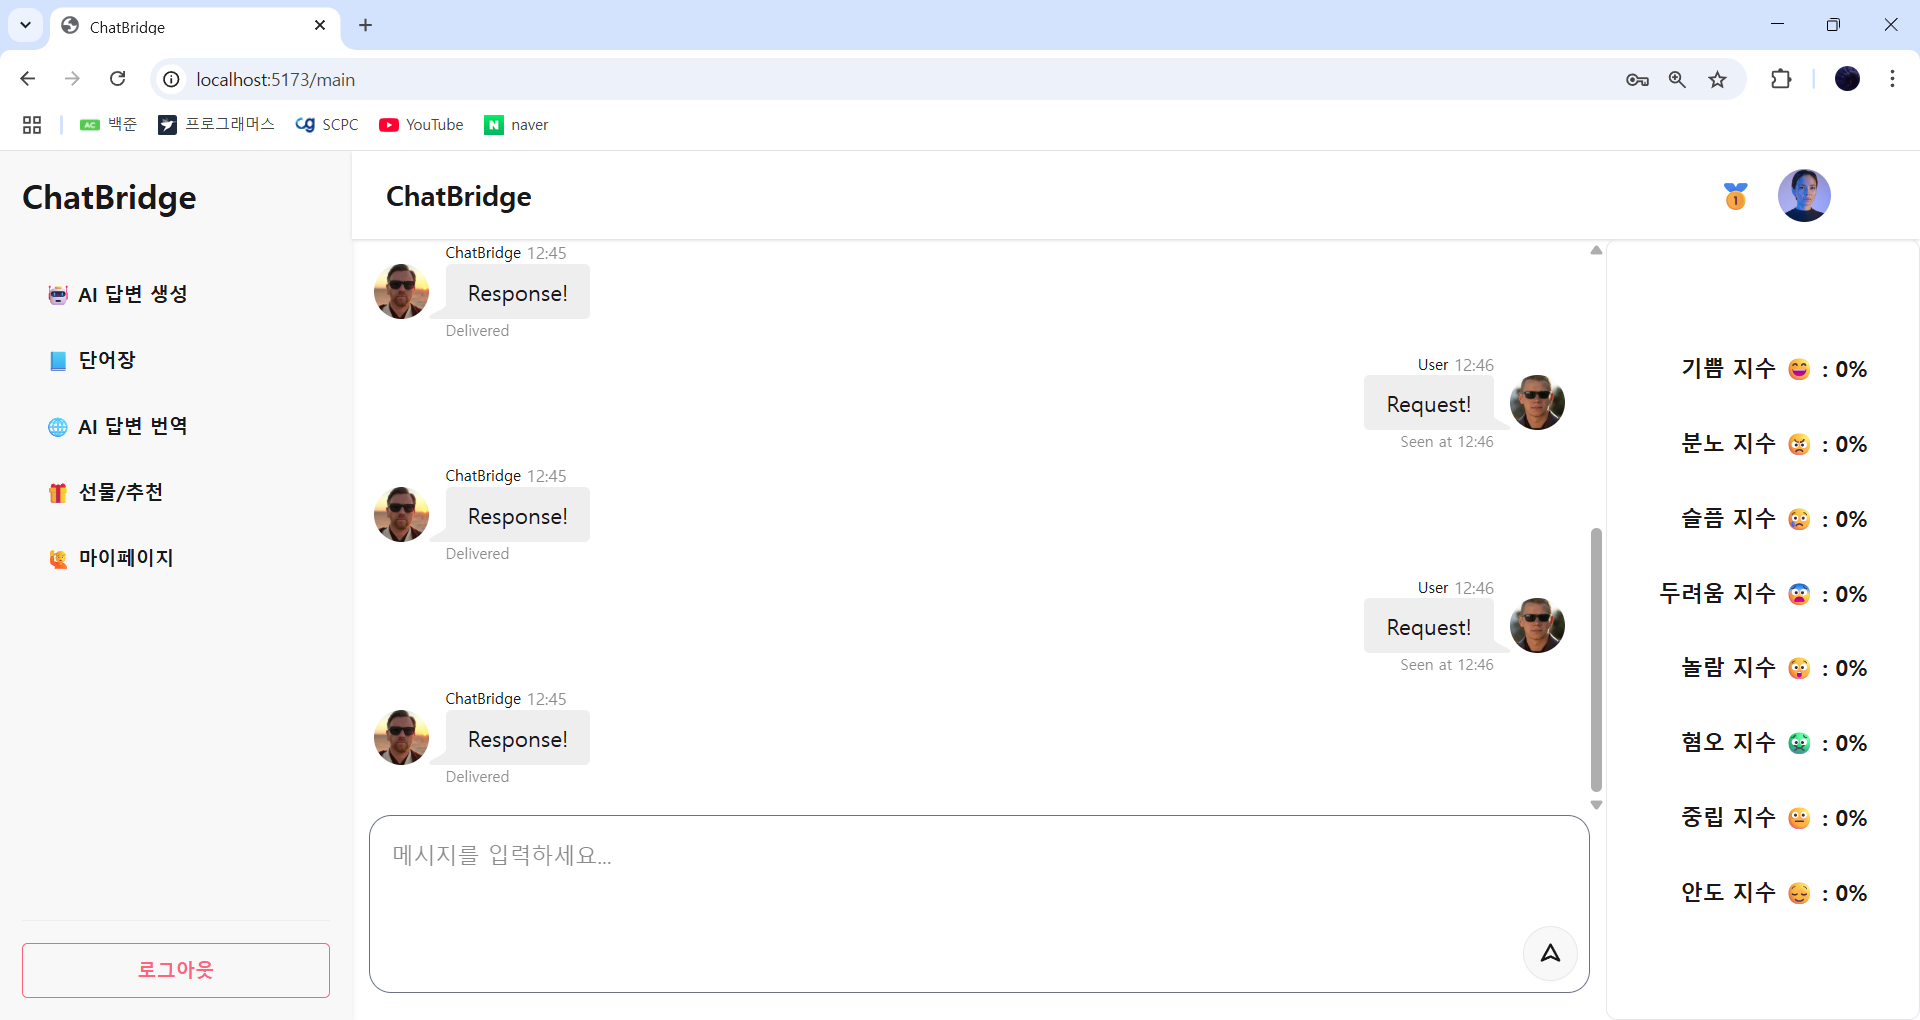 ChatBridge
localhost:5173/main
백준
프로그래머스
SCPC
YouTube
naver
ChatBridge
AI 답변 생성
단어장
AI 답변 번역
선물/추천
마이페이지
로그아웃
ChatBridge
ChatBridge 12:45
Response!
Delivered
User 12:46
Request!
Seen at 12:46
ChatBridge 12:45
Response!
Delivered
User 12:46
Request!
Seen at 12:46
ChatBridge 12:45
Response!
Delivered
메시지를 입력하세요...
기쁨 지수 😄 : 0%
분노 지수 😡 : 0%
슬픔 지수 😢 : 0%
두려움 지수 😨 : 0%
놀람 지수 😲 : 0%
혐오 지수 🤢 : 0%
중립 지수 😐 : 0%
안도 지수 😌 : 0%